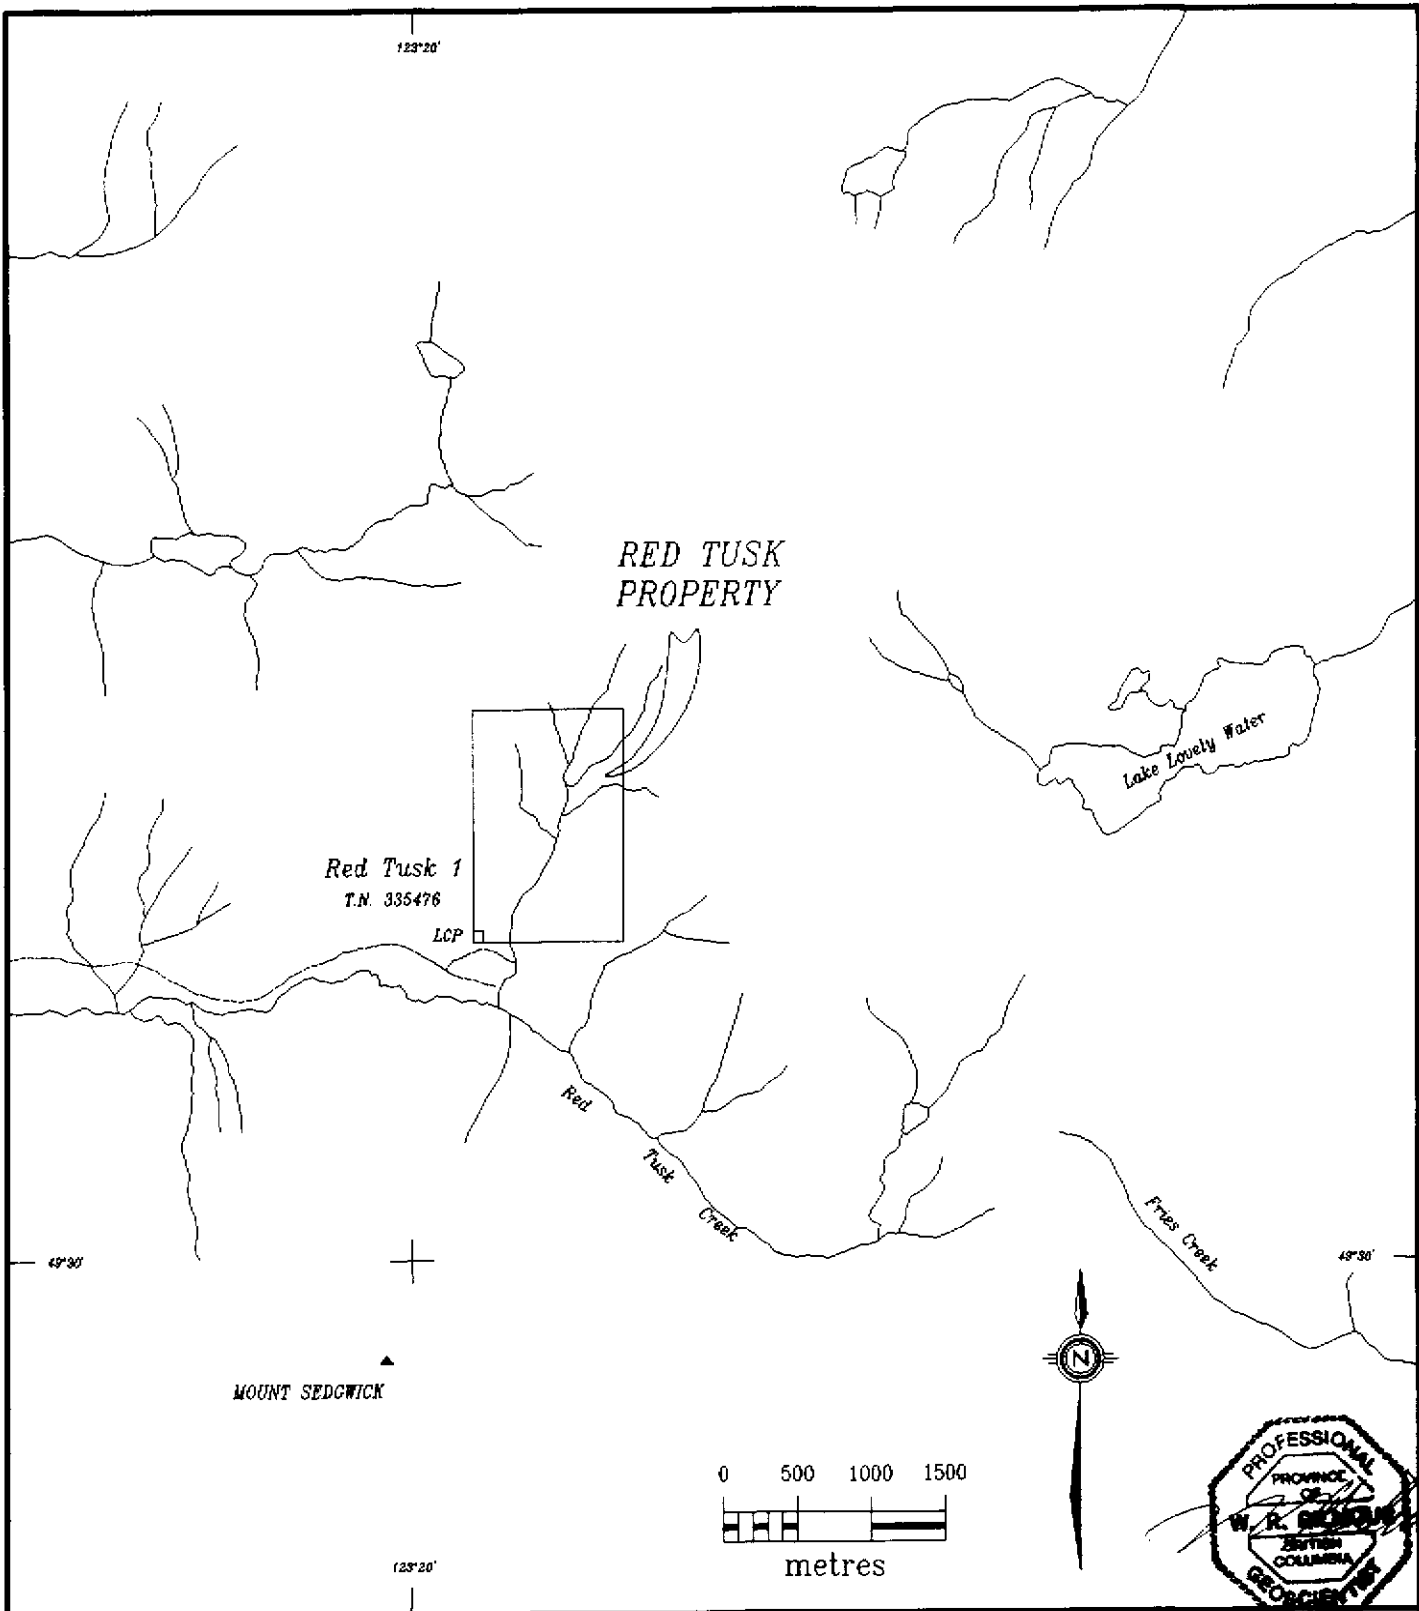 123°20'
RED TUSK
PROPERTY
Lake Lovely Water
Red Tusk 1
T.N. 335476
LCP
Red
Tusk
Creek
Fries Creek
49°30'
49°30'
MOUNT SEDGWICK
N
0 500 1000 1500
metres
123°20'
PROFESSIONAL
PROVINCE
OF
W. R.
BRITISH
COLUMBIA
GEOSCIENTIST